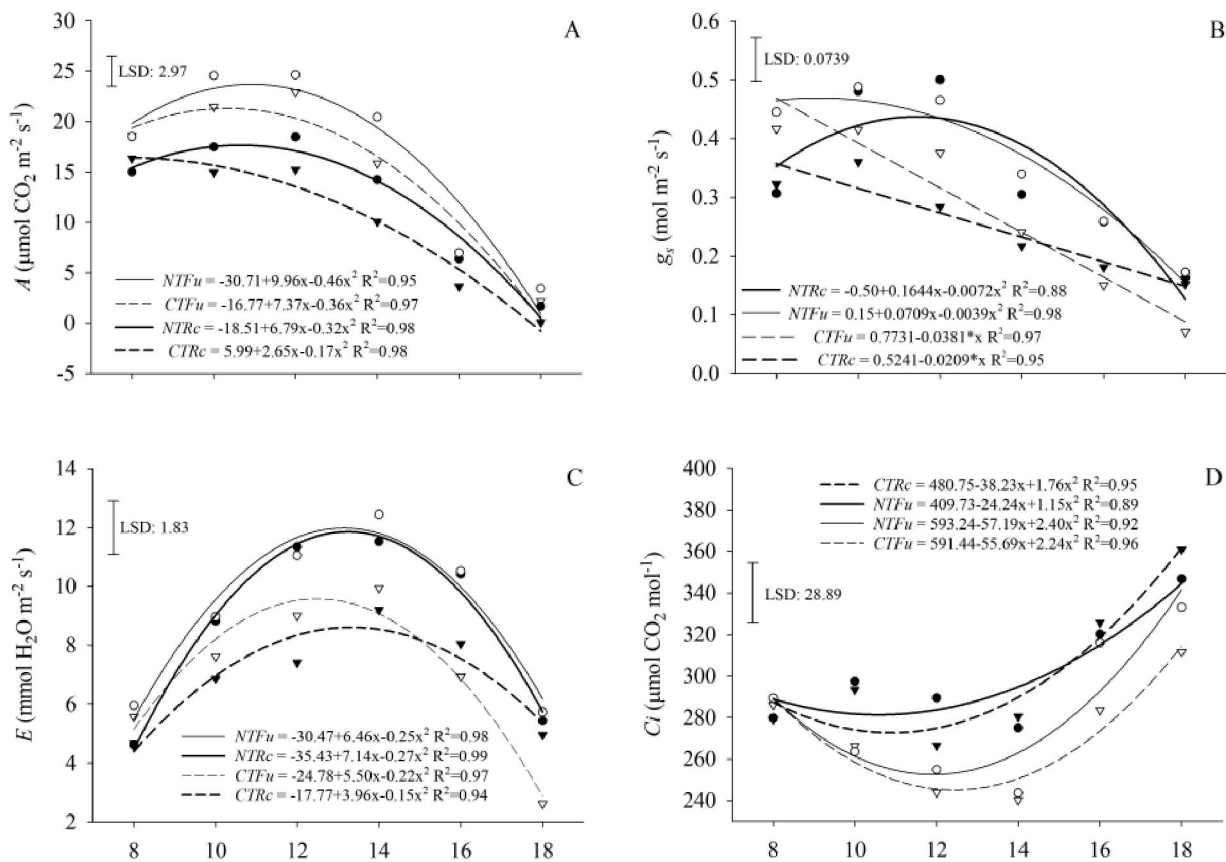 A
30
25
20
15
10
5
0
-5
A (µmol CO2 m-2 s-1)
LSD: 2.97
NTFu = -30.71+9.96x-0.46x2 R2=0.95
CTFu = -16.77+7.37x-0.36x2 R2=0.97
NTRc = -18.51+6.79x-0.32x2 R2=0.98
CTRc = 5.99+2.65x-0.17x2 R2=0.98
8 10 12 14 16 18
B
0.6
0.5
0.4
0.3
0.2
0.1
0.0
gs (mol m-2 s-1)
LSD: 0.0739
NTRc = -0.50+0.1644x-0.0072x2 R2=0.88
NTFu = 0.15+0.0709x-0.0039x2 R2=0.98
CTFu = 0.7731-0.0381*x R2=0.97
CTRc = 0.5241-0.0209*x R2=0.95
8 10 12 14 16 18
C
14
12
10
8
6
4
2
E (mmol H2O m-2 s-1)
LSD: 1.83
NTFu = -30.47+6.46x-0.25x2 R2=0.98
NTRc = -35.43+7.14x-0.27x2 R2=0.99
CTFu = -24.78+5.50x-0.22x2 R2=0.97
CTRc = -17.77+3.96x-0.15x2 R2=0.94
8 10 12 14 16 18
D
400
380
360
340
320
300
280
260
240
Ci (µmol CO2 mol-1)
CTRc = 480.75-38.23x+1.76x2 R2=0.95
NTFu = 409.73-24.24x+1.15x2 R2=0.89
NTFu = 593.24-57.19x+2.40x2 R2=0.92
CTFu = 591.44-55.69x+2.24x2 R2=0.96
LSD: 28.89
8 10 12 14 16 18